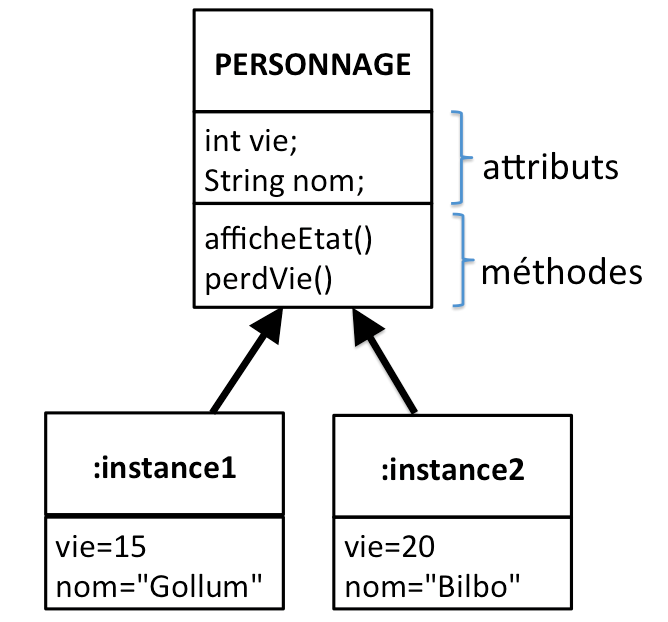 PERSONNAGE
int vie;
String nom;
attributs
afficheEtat()
perdVie()
méthodes
:instance1
vie=15
nom="Gollum"
:instance2
vie=20
nom="Bilbo"